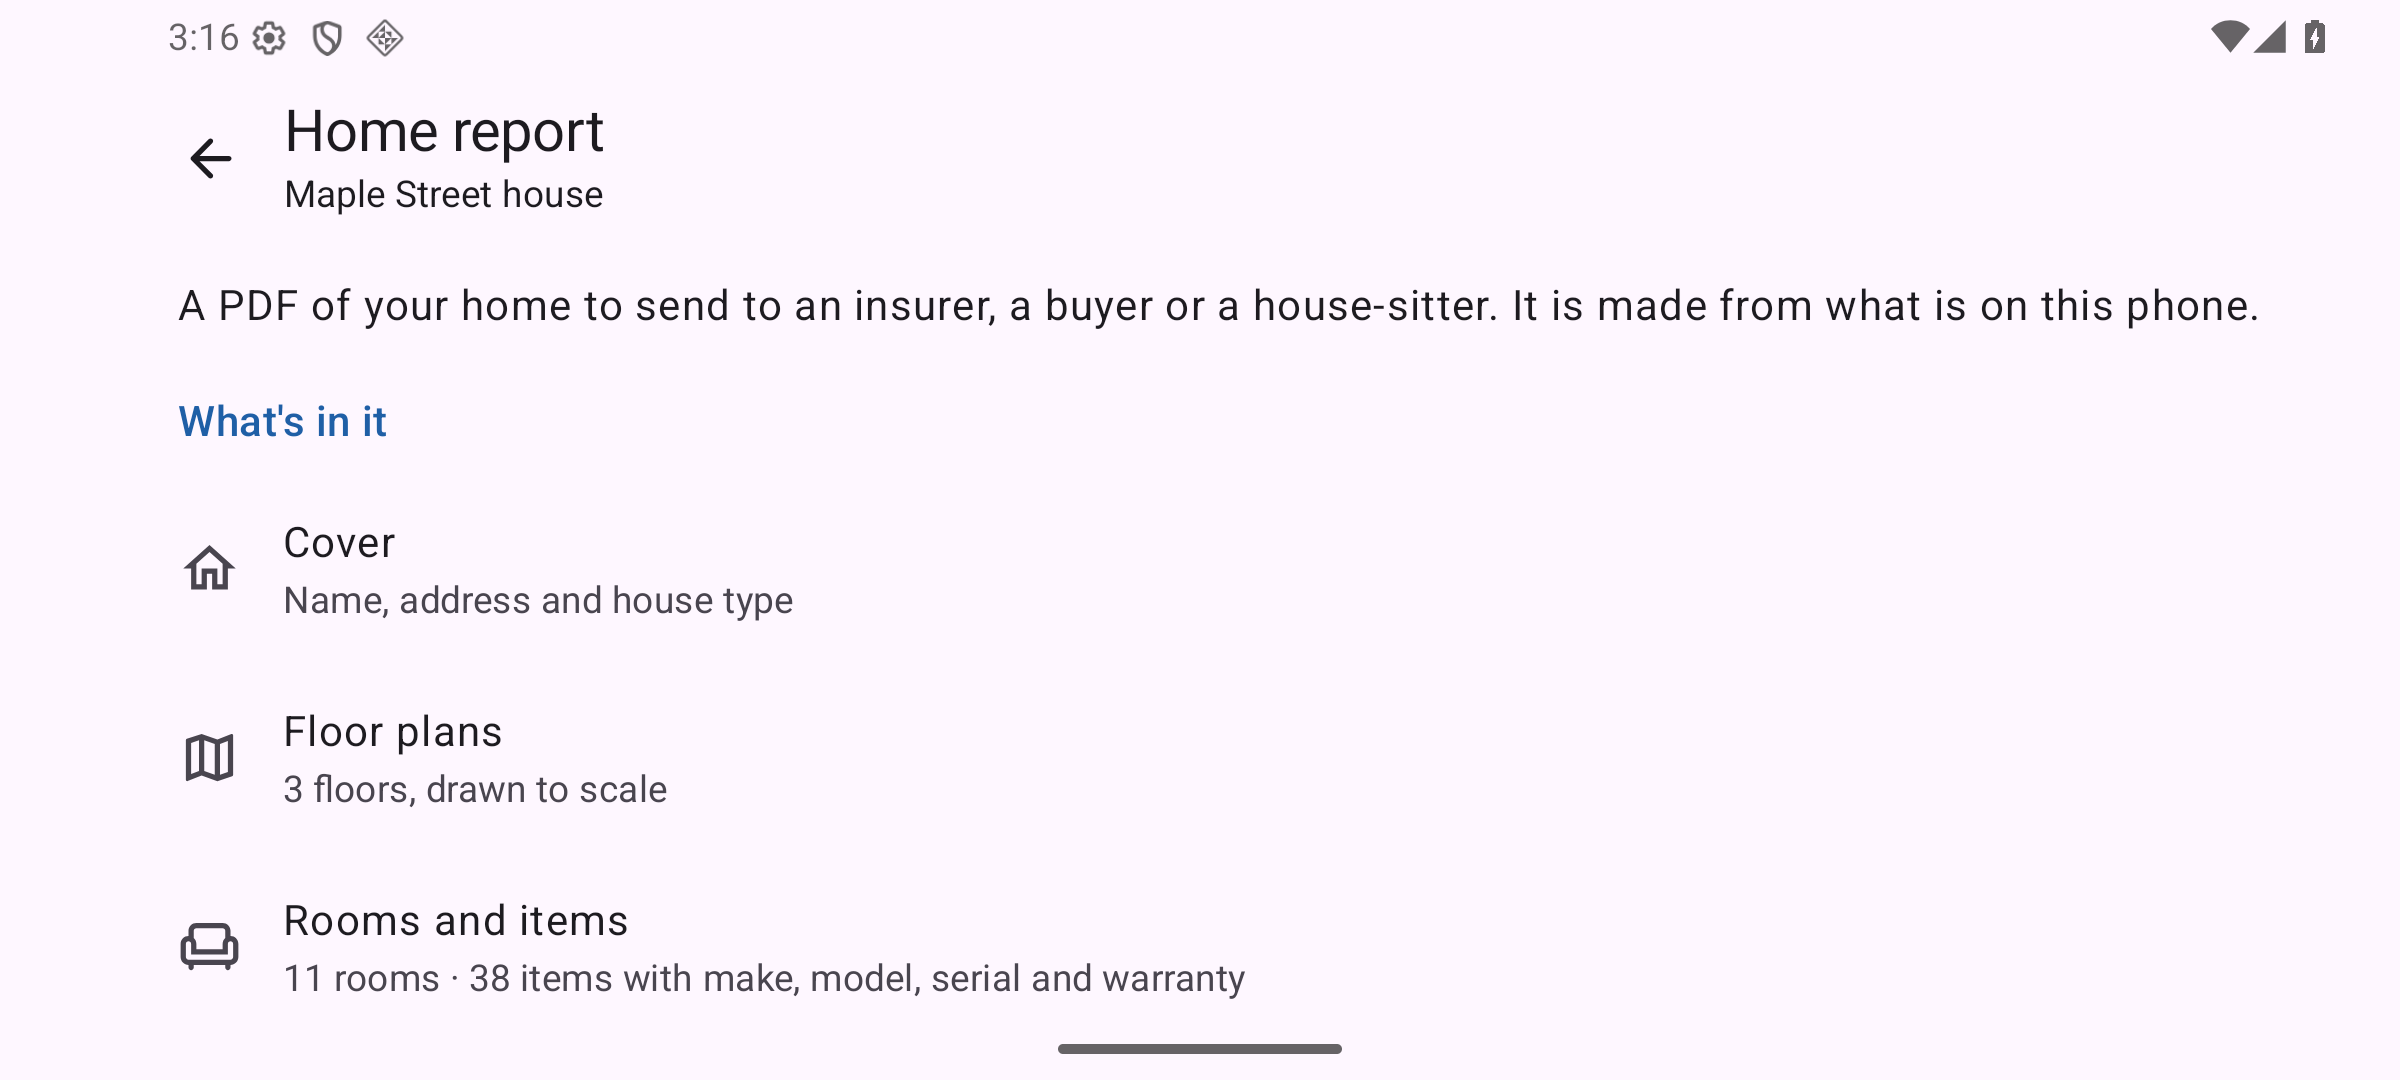 3:16
Home report
Maple Street house
A PDF of your home to send to an insurer, a buyer or a house-sitter. It is made from what is on this phone.
What's in it
Cover
Name, address and house type
Floor plans
3 floors, drawn to scale
Rooms and items
11 rooms · 38 items with make, model, serial and warranty